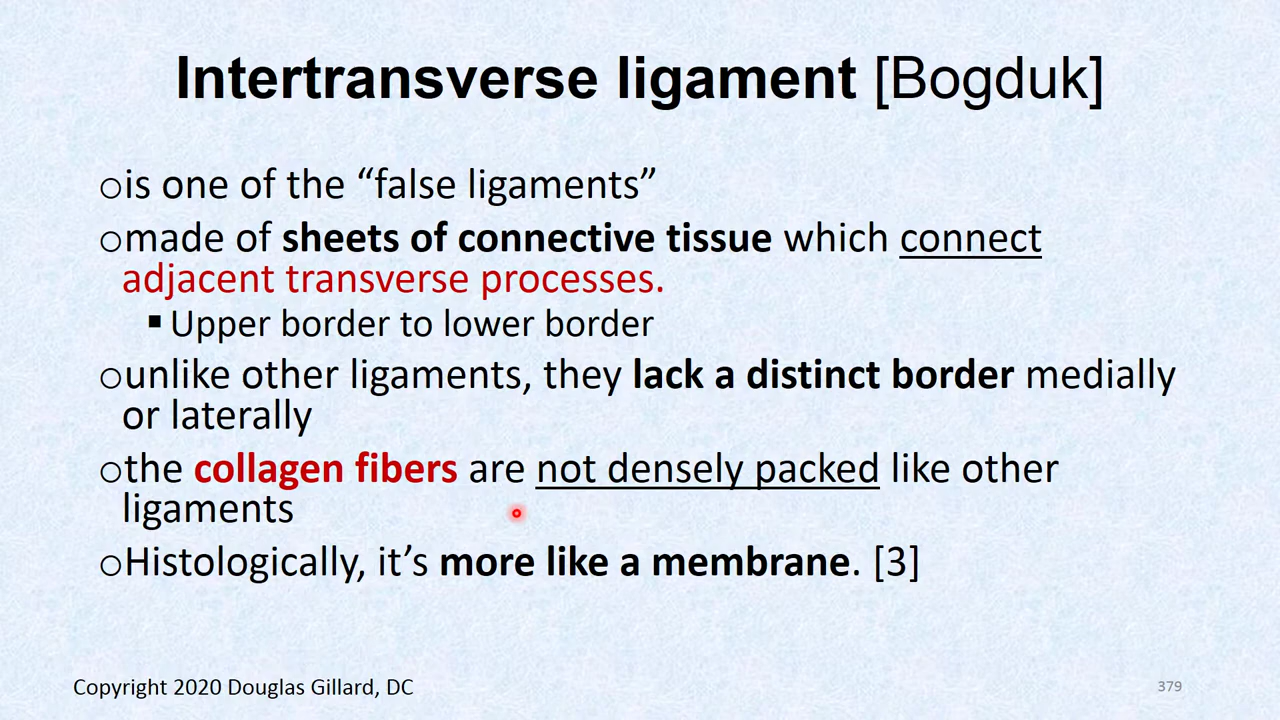 Intertransverse ligament [Bogduk]
○is one of the “false ligaments”
○made of sheets of connective tissue which connect
adjacent transverse processes.
▪Upper border to lower border
○unlike other ligaments, they lack a distinct border medially
or laterally
○the collagen fibers are not densely packed like other
ligaments
○Histologically, it’s more like a membrane. [3]
Copyright 2020 Douglas Gillard, DC
379